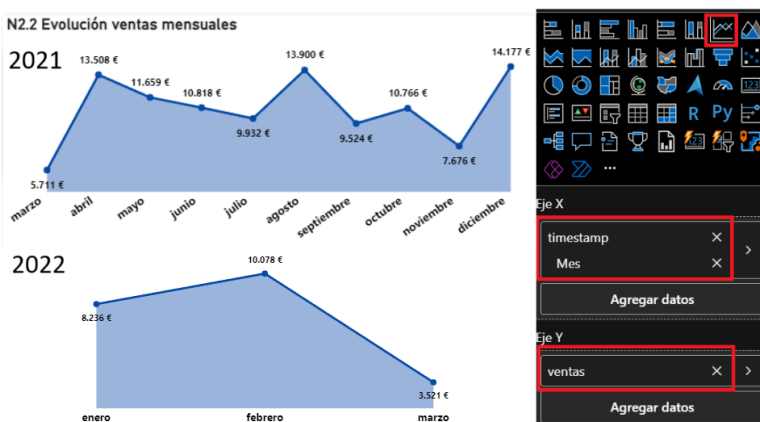 N2.2 Evolución ventas mensuales
2021
13.508 €
11.659 €
10.818 €
9.932 €
13.900 €
9.524 €
10.766 €
7.676 €
14.177 €
5.711 €
marzo
abril
mayo
junio
julio
agosto
septiembre
octubre
noviembre
diciembre
2022
8.236 €
10.078 €
3.521 €
enero
febrero
marzo
123
R
Py
123
Eje X
timestamp
Mes
Agregar datos
Eje Y
ventas
Agregar datos